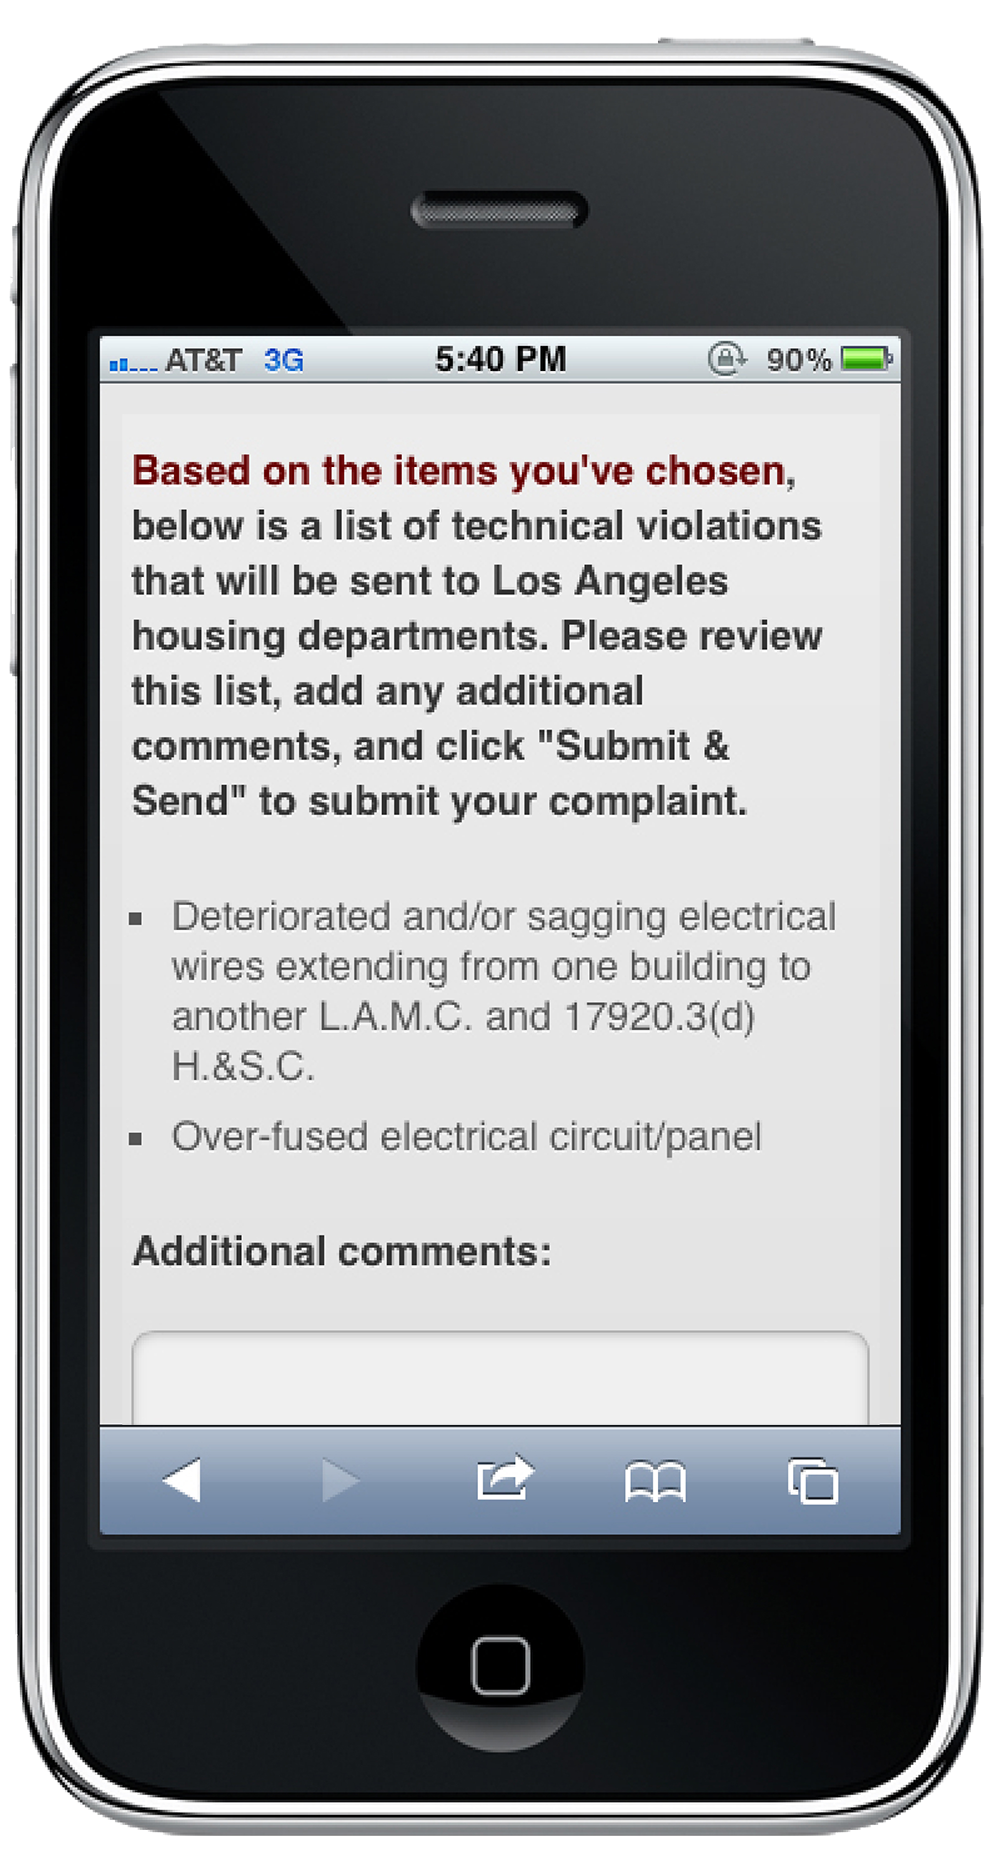 AT&T 3G 5:40 PM 90%
Based on the items you've chosen,
below is a list of technical violations
that will be sent to Los Angeles
housing departments. Please review
this list, add any additional
comments, and click "Submit &
Send" to submit your complaint.
Deteriorated and/or sagging electrical
wires extending from one building to
another L.A.M.C. and 17920.3(d)
H.&S.C.
Over-fused electrical circuit/panel
Additional comments: